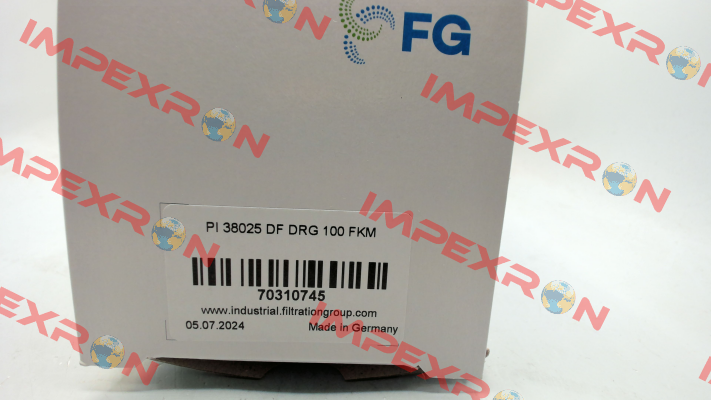 FG
PI 38025 DF DRG 100 FKM
70310745
www.industrial.filtrationgroup.com
05.07.2024 Made in Germany
IMPEXRON
IMPEXRON
IMPEXRON
IMPEXRON
IMPEXRON
IMPEXRON